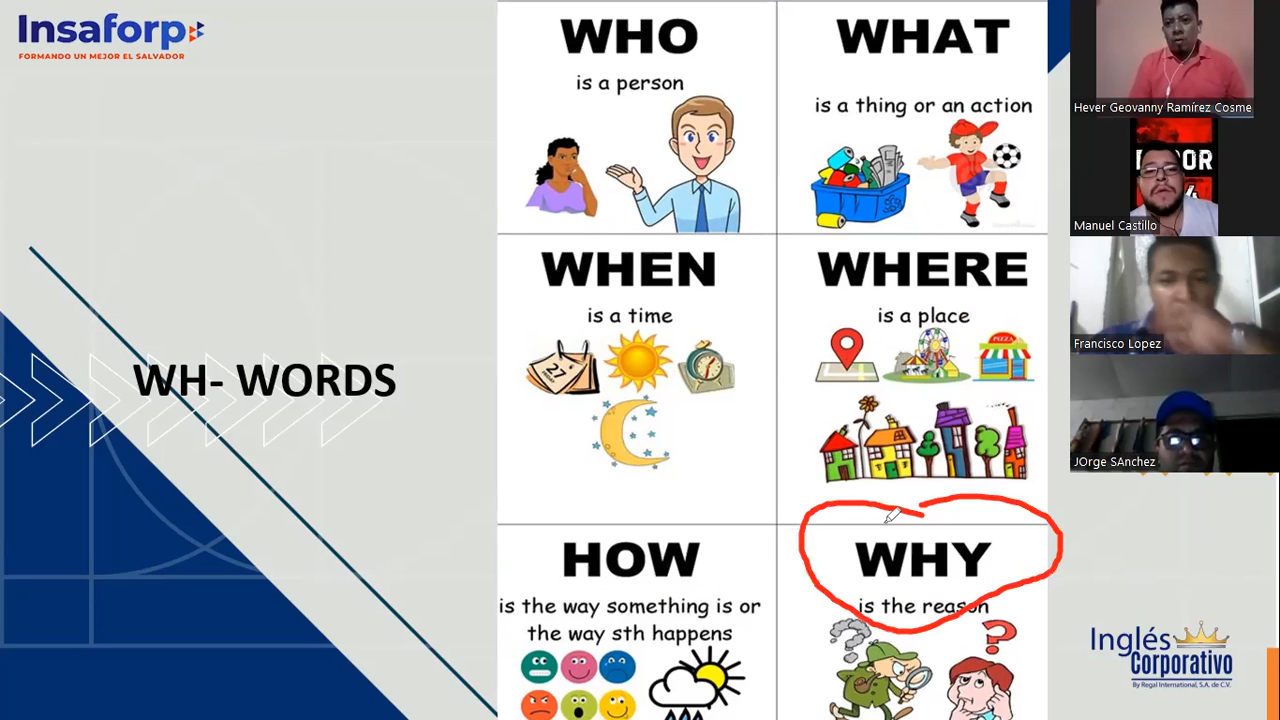 Insaforp
FORMANDO UN MEJOR EL SALVADOR
WH- WORDS
WHO
is a person
WHAT
is a thing or an action
WHEN
is a time
27
WHERE
is a place
PIZZA
HOW
is the way something is or
the way sth happens
WHY
is the reason
Hever Geovanny Ramírez Cosme
Manuel Castillo
Francisco Lopez
JOrge SAnchez
Inglés
Corporativo
By Regal International, S.A. de C.V.